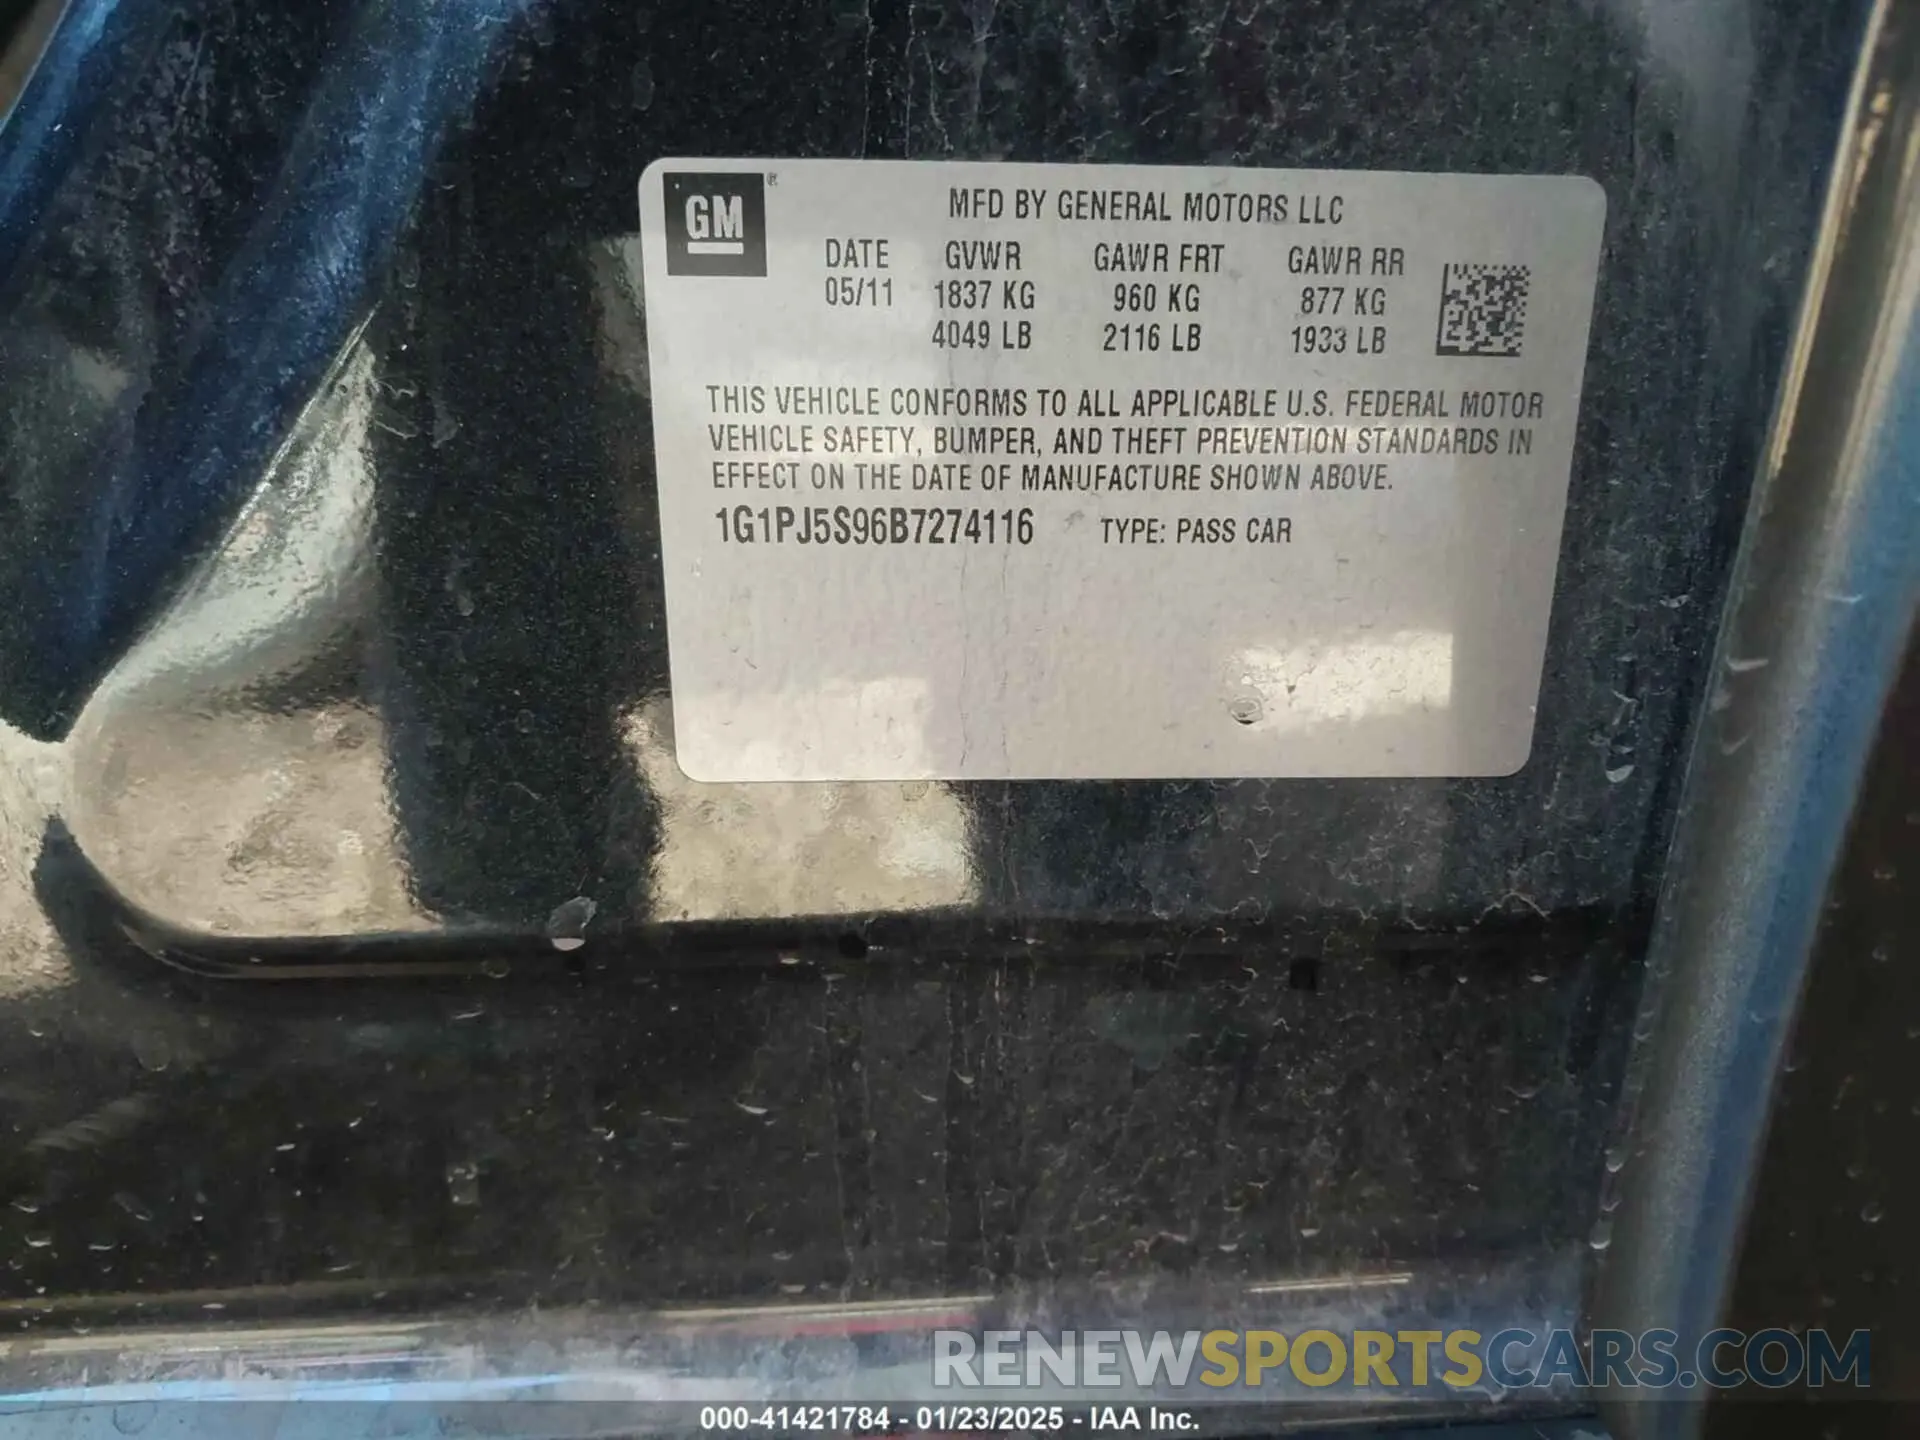 GM ®
MFD BY GENERAL MOTORS LLC
DATE GVWR GAWR FRT GAWR RR
05/11 1837 KG 960 KG 877 KG
4049 LB 2116 LB 1933 LB
THIS VEHICLE CONFORMS TO ALL APPLICABLE U.S. FEDERAL MOTOR
VEHICLE SAFETY, BUMPER, AND THEFT PREVENTION STANDARDS IN
EFFECT ON THE DATE OF MANUFACTURE SHOWN ABOVE.
1G1PJ5S96B7274116 TYPE: PASS CAR
RENEWSPORTSCARS.COM
000-41421784 - 01/23/2025 - IAA Inc.